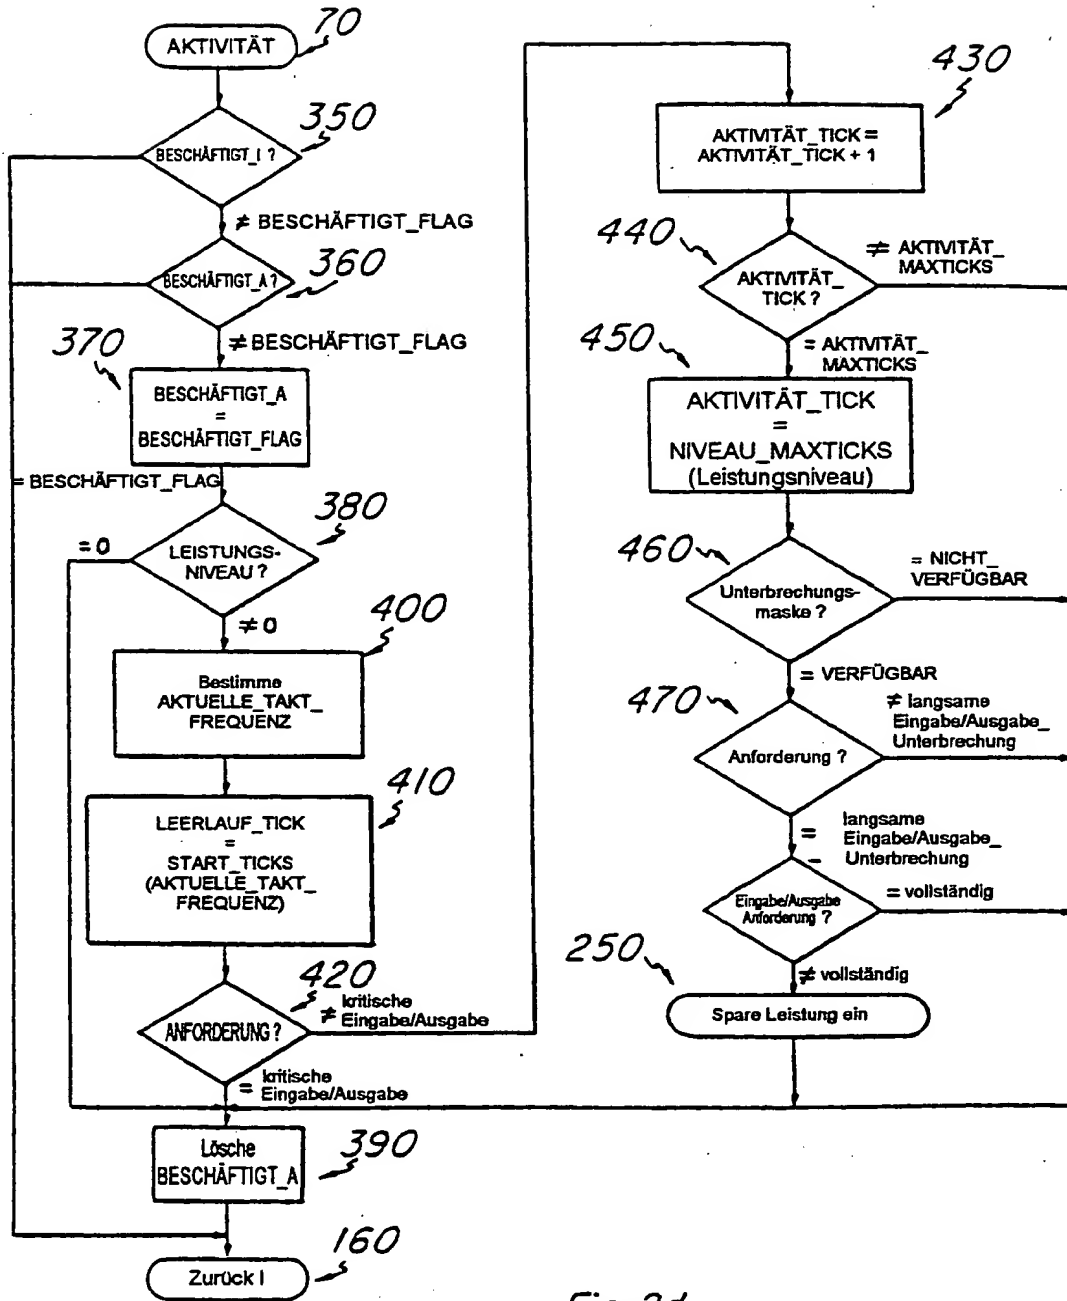 AKTIVITÄT
70
BESCHÄFTIGT_I ?
350
≠ BESCHÄFTIGT_FLAG
BESCHÄFTIGT_A ?
360
≠ BESCHÄFTIGT_FLAG
370
BESCHÄFTIGT_A
=
BESCHÄFTIGT_FLAG
= BESCHÄFTIGT_FLAG
380
= 0
LEISTUNGS-
NIVEAU ?
≠ 0
400
Bestimme
AKTUELLE_TAKT_
FREQUENZ
410
LEERLAUF_TICK
=
START_TICKS
(AKTUELLE_TAKT_
FREQUENZ)
420
ANFORDERUNG ?
≠ kritische
Eingabe/Ausgabe
= kritische
Eingabe/Ausgabe
390
Lösche
BESCHÄFTIGT_A
160
Zurück I
430
AKTIVITÄT_TICK =
AKTIVITÄT_TICK + 1
440
AKTIVITÄT_
TICK ?
≠ AKTIVITÄT_
MAXTICKS
= AKTIVITÄT_
MAXTICKS
450
AKTIVITÄT_TICK
=
NIVEAU_MAXTICKS
(Leistungsniveau)
460
Unterbrechungs-
maske ?
= NICHT_
VERFÜGBAR
= VERFÜGBAR
470
Anforderung ?
≠ langsame
Eingabe/Ausgabe_
Unterbrechung
= langsame
Eingabe/Ausgabe_
Unterbrechung
Eingabe/Ausgabe
Anforderung ?
= vollständig
≠ vollständig
250
Spare Leistung ein